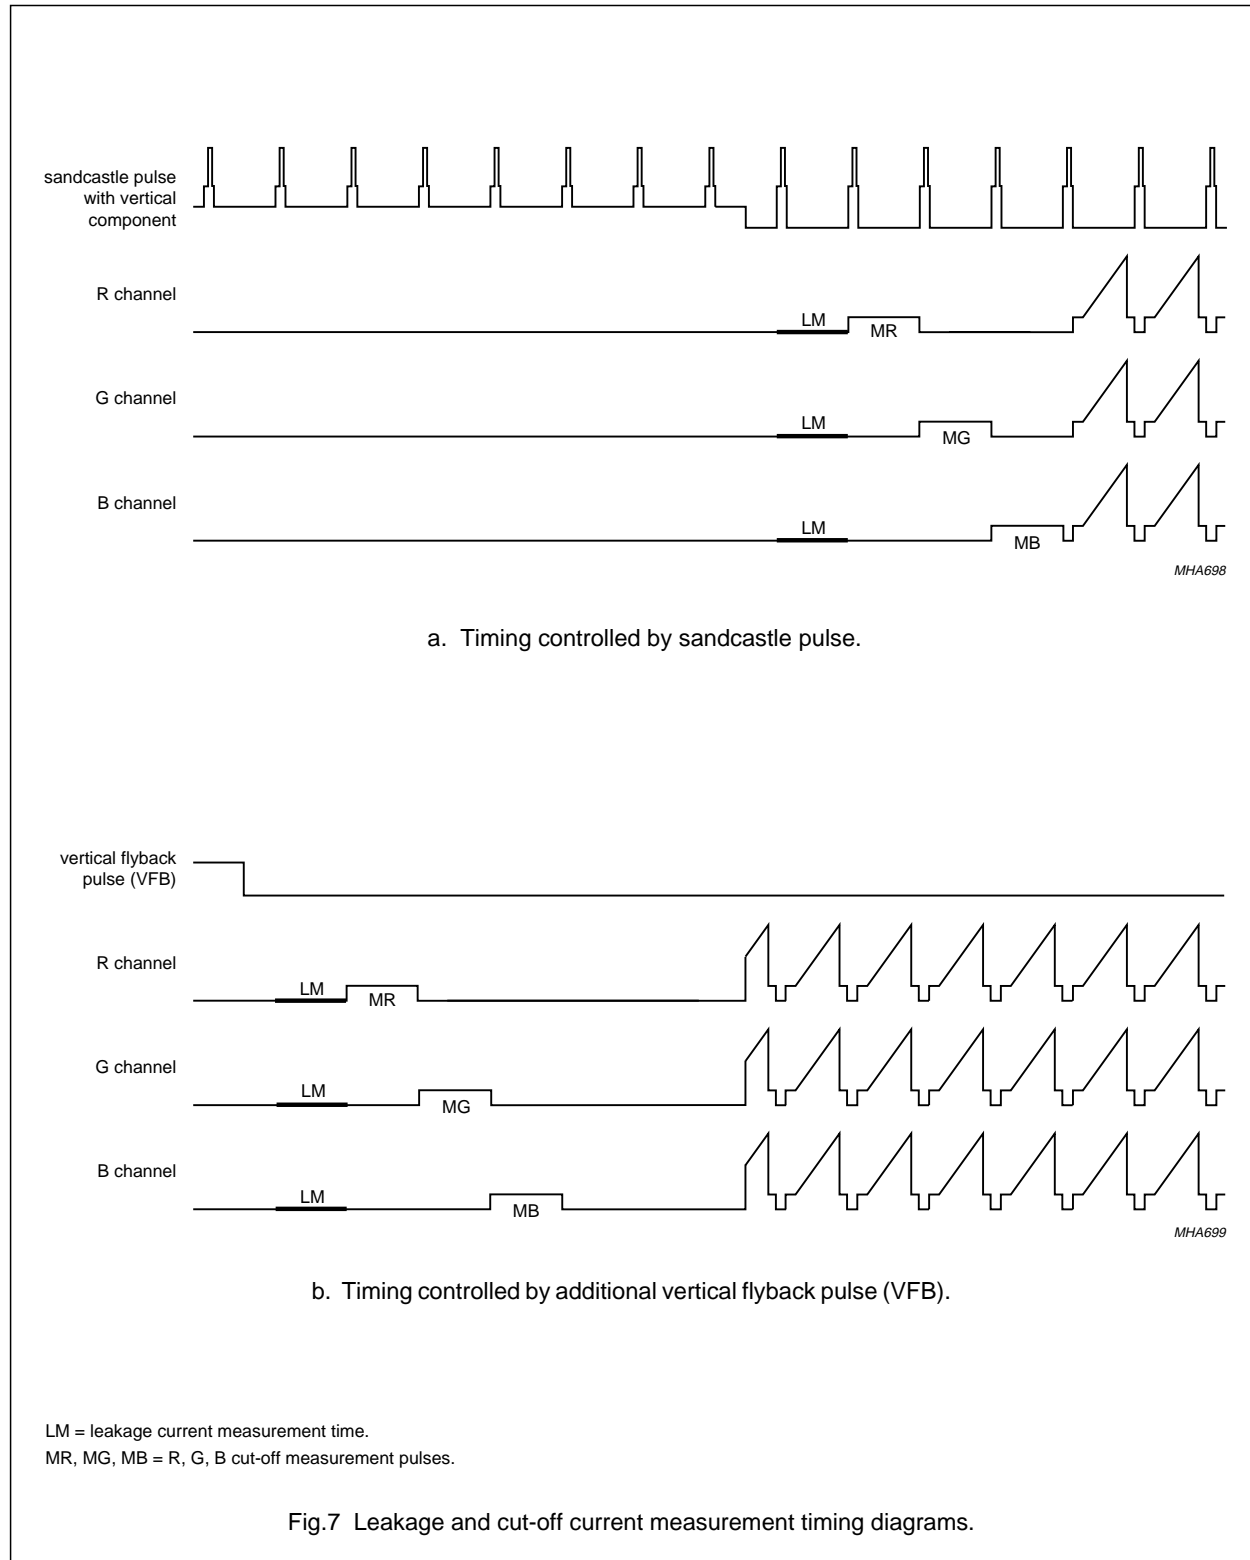 sandcastle pulse
with vertical
component
R channel
LM
MR
G channel
LM
MG
B channel
LM
MB
MHA698
a. Timing controlled by sandcastle pulse.
vertical flyback
pulse (VFB)
R channel
LM
MR
G channel
LM
MG
B channel
LM
MB
MHA699
b. Timing controlled by additional vertical flyback pulse (VFB).
LM = leakage current measurement time.
MR, MG, MB = R, G, B cut-off measurement pulses.
Fig.7 Leakage and cut-off current measurement timing diagrams.